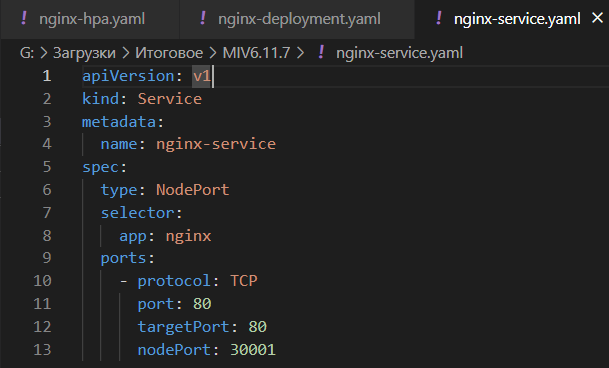 ! nginx-hpa.yaml ! nginx-deployment.yaml ! nginx-service.yaml ×
G: > Загрузки > Итоговое > MIV6.11.7 > ! nginx-service.yaml
1 apiVersion: v1
2 kind: Service
3 metadata:
4   name: nginx-service
5 spec:
6   type: NodePort
7   selector:
8     app: nginx
9   ports:
10     - protocol: TCP
11       port: 80
12       targetPort: 80
13       nodePort: 30001